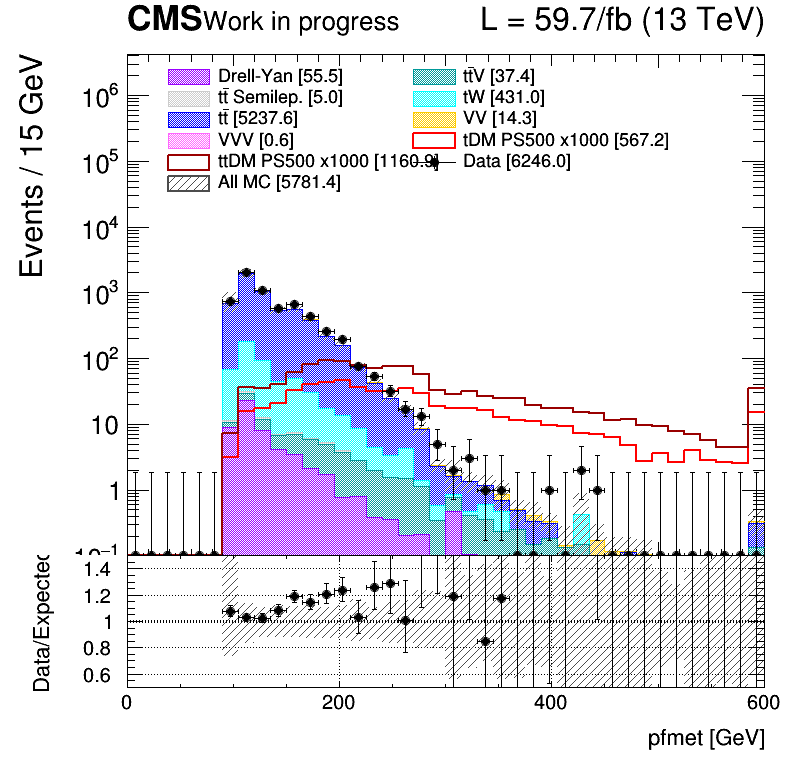 CMS Work in progress L = 59.7/fb (13 TeV)
Events / 15 GeV
Drell-Yan [55.5] tt̄V [37.4]
tt̄ Semilep. [5.0] tW [431.0]
tt̄ [5237.6] VV [14.3]
VVV [0.6] tDM PS500 x1000 [567.2]
ttDM PS500 x1000 [1160.9] Data [6246.0]
All MC [5781.4]
10⁶
10⁵
10⁴
10³
10²
10
1
10⁻¹
Data/Expected
1.4
1.2
1
0.8
0.6
0 200 400 600
pfmet [GeV]